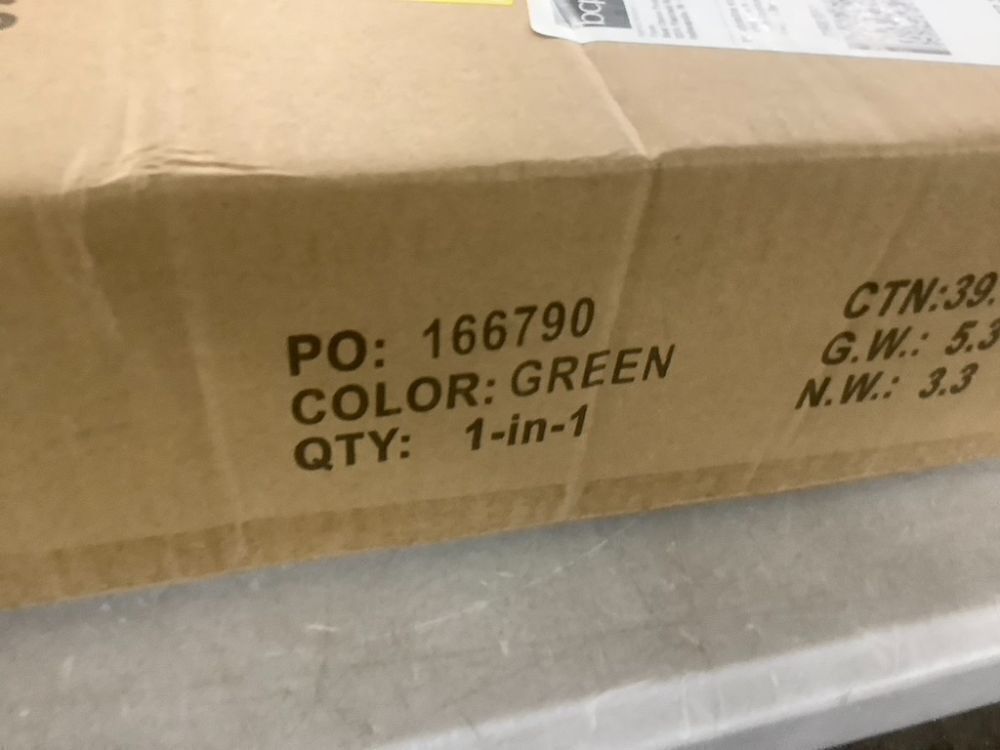 PO: 166790
COLOR: GREEN
QTY: 1-in-1
CTN:39.
G.W.: 5.3
N.W.: 3.3